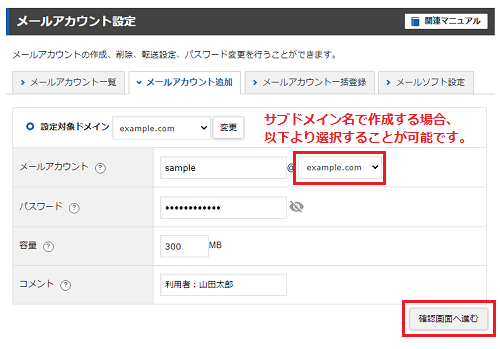 メールアカウント設定
関連マニュアル
メールアカウントの作成、削除、転送設定、パスワード変更を行うことができます。
メールアカウント一覧 メールアカウント追加 メールアカウント一括登録 メールソフト設定
設定対象ドメイン example.com 変更
サブドメイン名で作成する場合、
以下より選択することが可能です。
メールアカウント ? sample @ example.com
パスワード ? ••••••••••••
容量 ? 300 MB
コメント ? 利用者；山田太郎
確認画面へ進む